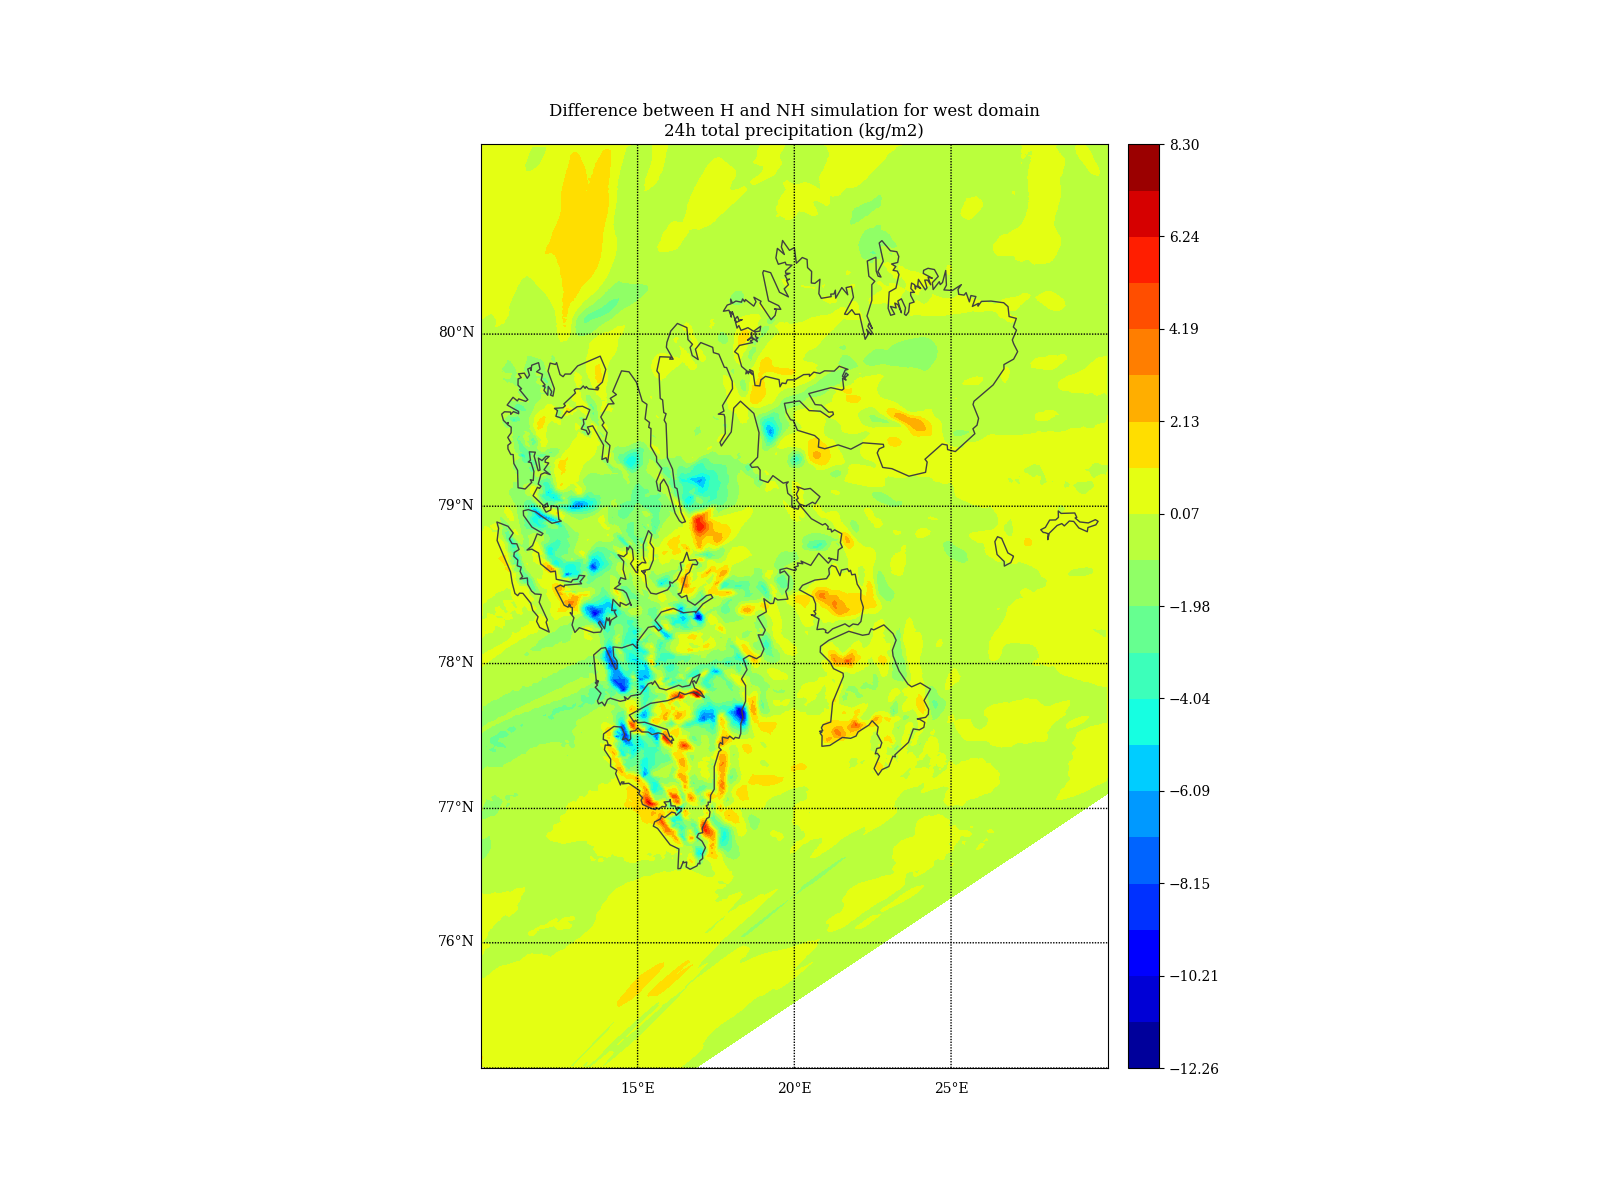 Difference between H and NH simulation for west domain
24h total precipitation (kg/m2)
80°N
79°N
78°N
77°N
76°N
15°E
20°E
25°E
8.30
6.24
4.19
2.13
0.07
−1.98
−4.04
−6.09
−8.15
−10.21
−12.26